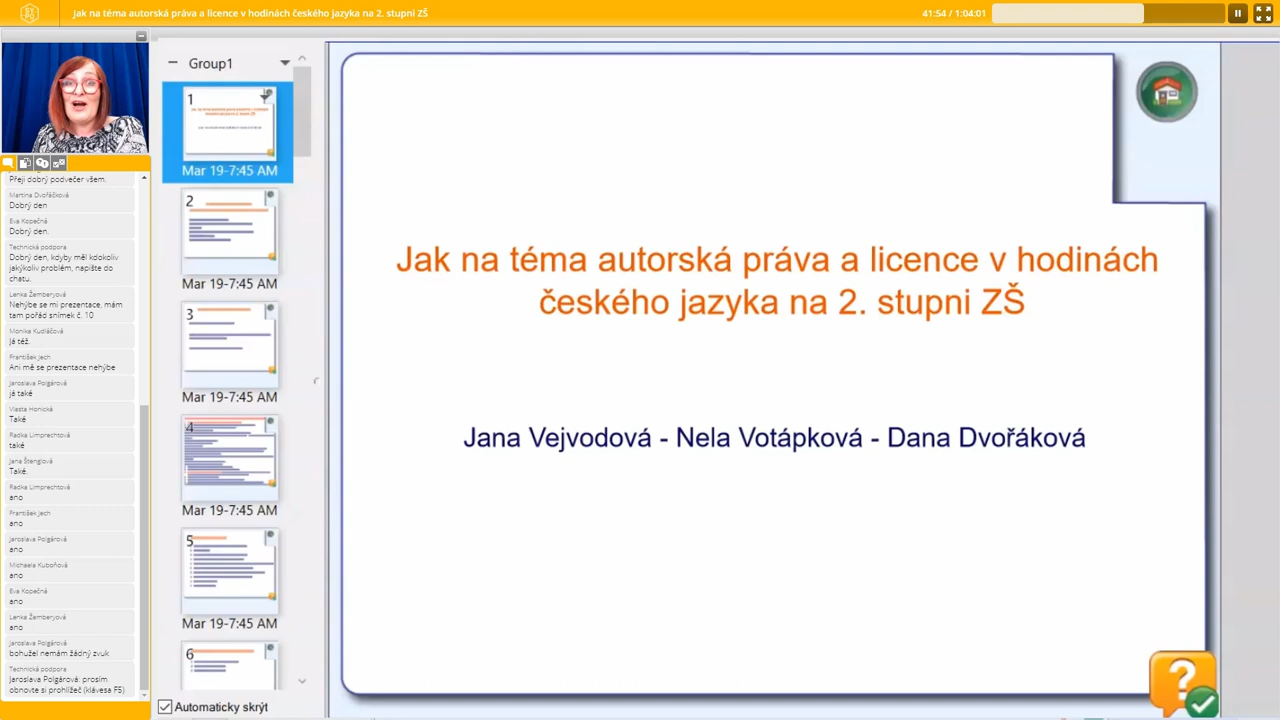 Jak na téma autorská práva a licence v hodinách českého jazyka na 2. stupni ZŠ
41:54 / 1:04:01
Přeji dobrý podvečer všem.
Martina Dvořáčková
Dobrý den
Eva Kopečná
Dobrý den.
Technická podpora
Dobrý den, kdyby měl kdokoliv
jakýkoliv problém, napište do
chatu.
Lenka Žemberyová
Nehýbe se mi prezentace, mám
tam pořád snímek č. 10
Monika Kudláčová
Já též.
František Jech
Ani mě se prezentace nehýbe
Jaroslava Polgárová
já také
Vlasta Honická
Také
Radka Limprechtová
také
Jana Štenglová
Také.
Radka Limprechtová
ano
František Jech
ano
Jaroslava Polgárová
ano
Michaela Kuboňová
ano
Eva Kopečná
ano
Lenka Žemberyová
ano
Jaroslava Polgárová
bohužel nemám žádný zvuk
Technická podpora
Jaroslava Polgárová: prosím
obnovte si prohlížeč (klávesa F5)
Group1
1
Mar 19-7:45 AM
2
Mar 19-7:45 AM
3
Mar 19-7:45 AM
4
Mar 19-7:45 AM
5
Mar 19-7:45 AM
6
Automaticky skrýt
Jak na téma autorská práva a licence v hodinách
českého jazyka na 2. stupni ZŠ
Jana Vejvodová - Nela Votápková - Dana Dvořáková